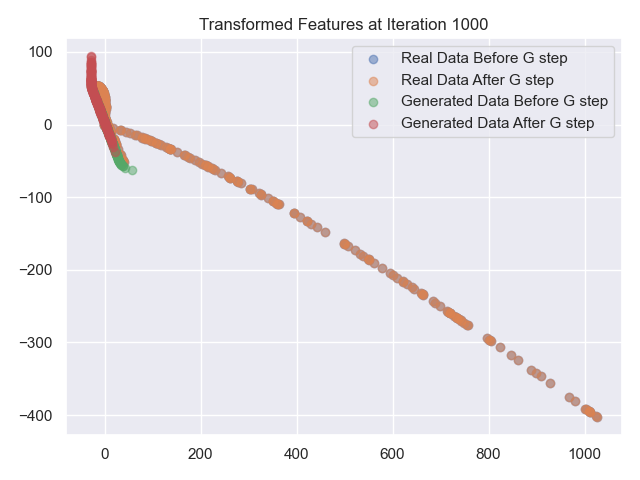 Transformed Features at Iteration 1000
Real Data Before G step
Real Data After G step
Generated Data Before G step
Generated Data After G step
100
0
−100
−200
−300
−400
0 200 400 600 800 1000